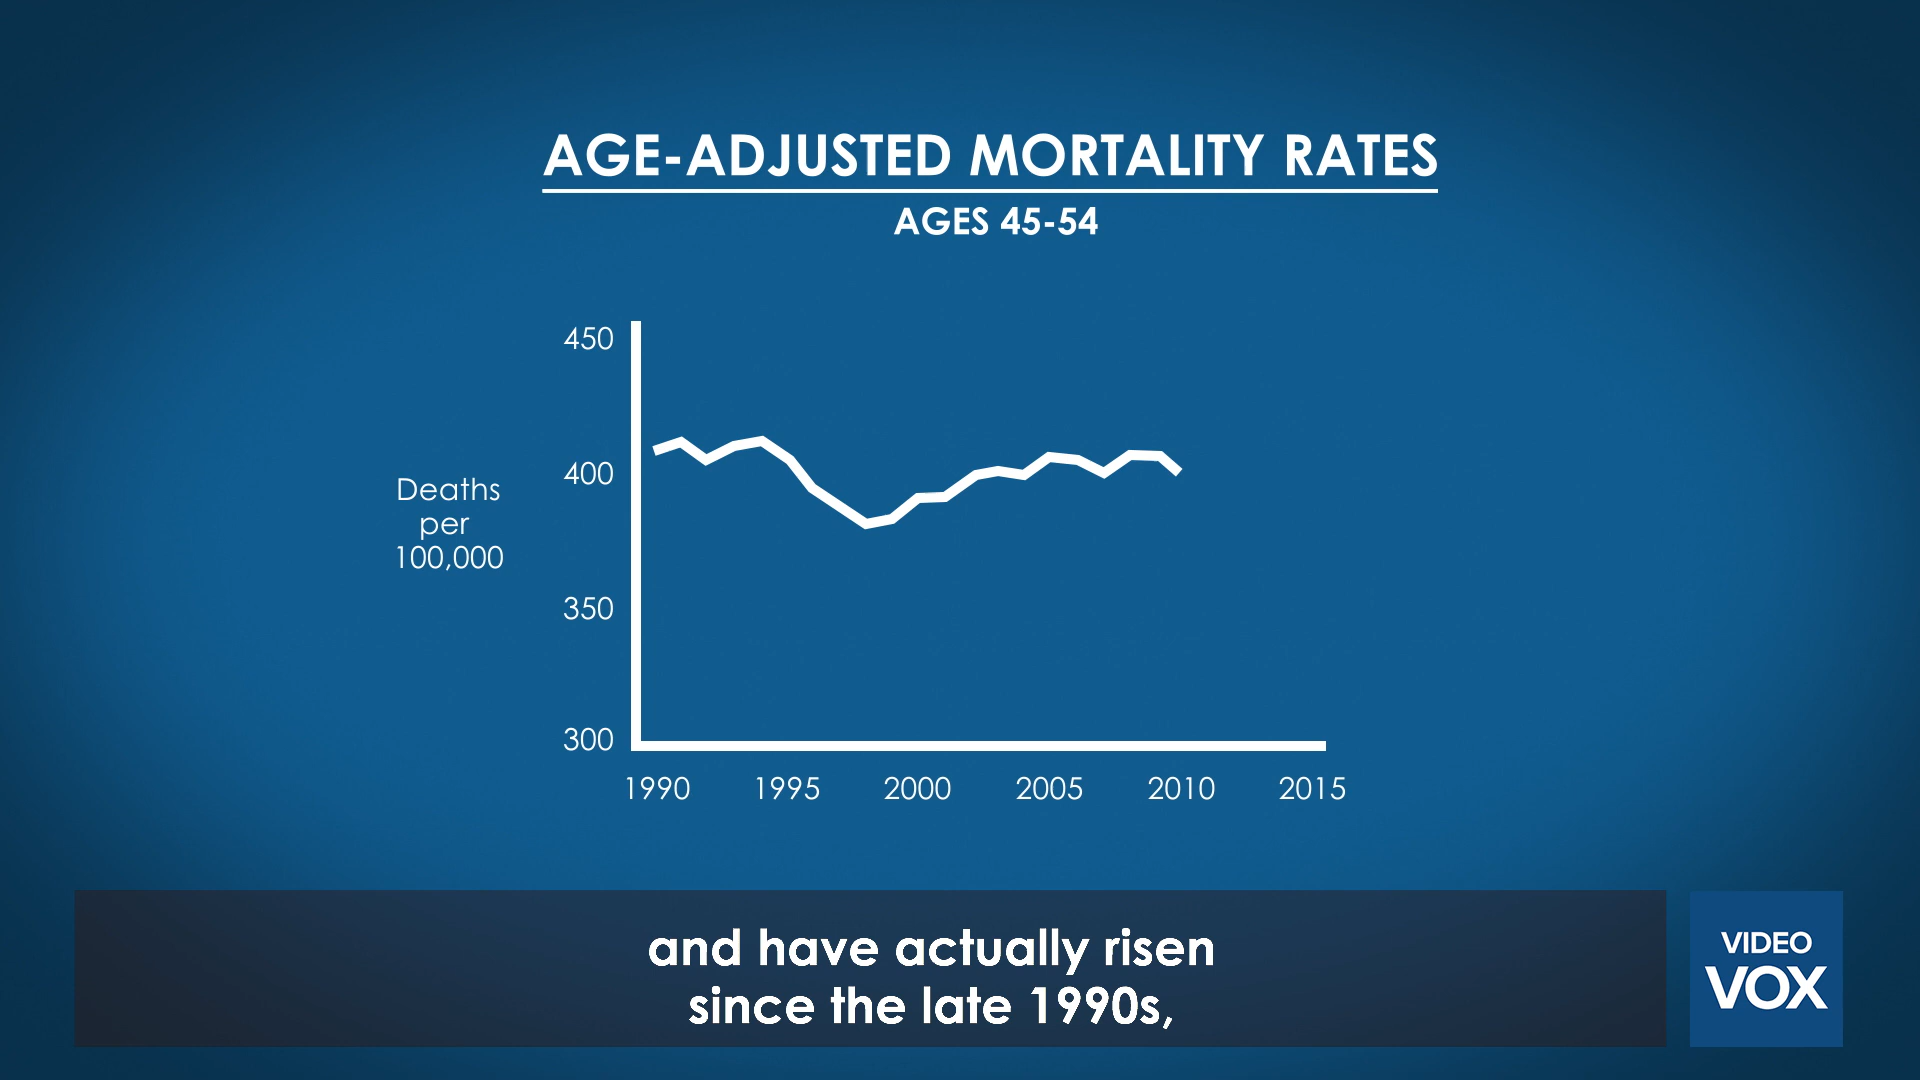 AGE-ADJUSTED MORTALITY RATES
AGES 45-54
450
400
350
300
Deaths
per
100,000
1990 1995 2000 2005 2010 2015
and have actually risen
since the late 1990s,
VIDEO
VOX